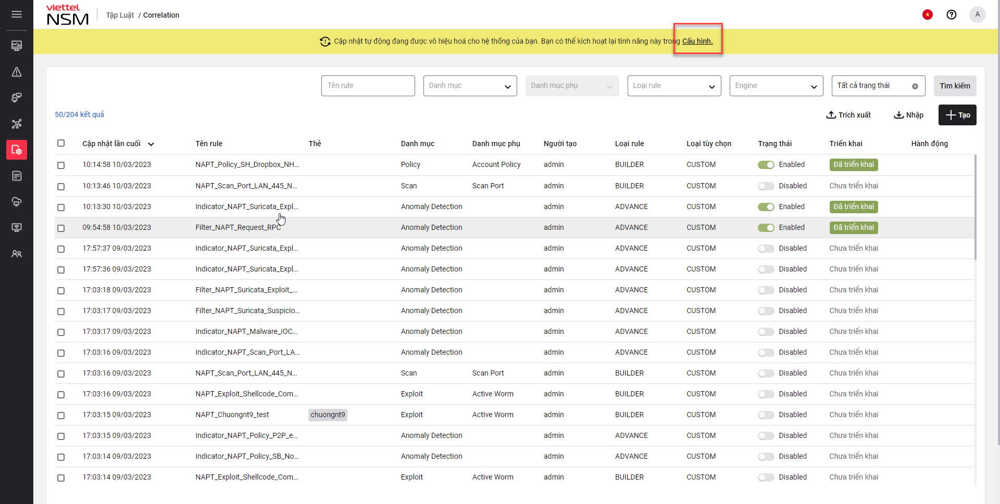 viettel
NSM
Tập Luật / Correlation
A
Cập nhật tự động đang được vô hiệu hoá cho hệ thống của bạn. Bạn có thể kích hoạt lại tính năng này trong Cấu hình.
Tên rule Danh mục Danh mục phụ Loại rule Engine Tất cả trạng thái Tìm kiếm
50/204 kết quả Trích xuất Nhập Tạo
Cập nhật lần cuối Tên rule Thẻ Danh mục Danh mục phụ Người tạo Loại rule Loại tùy chọn Trạng thái Triển khai Hành động
10:14:58 10/03/2023 NAPT_Policy_SH_Dropbox_NH... Policy Account Policy admin BUILDER CUSTOM Enabled Đã triển khai
10:13:46 10/03/2023 NAPT_Scan_Port_LAN_445_N... Scan Scan Port admin BUILDER CUSTOM Disabled Chưa triển khai
10:13:30 10/03/2023 Indicator_NAPT_Suricata_Expl... Anomaly Detection admin ADVANCE CUSTOM Enabled Đã triển khai
09:54:58 10/03/2023 Filter_NAPT_Request_RPC Anomaly Detection admin ADVANCE CUSTOM Enabled Đã triển khai
17:57:37 09/03/2023 Indicator_NAPT_Suricata_Expl... Anomaly Detection admin ADVANCE CUSTOM Disabled Chưa triển khai
17:57:36 09/03/2023 Indicator_NAPT_Suricata_Expl... Anomaly Detection admin ADVANCE CUSTOM Disabled Chưa triển khai
17:03:18 09/03/2023 Filter_NAPT_Suricata_Exploit_... Anomaly Detection admin ADVANCE CUSTOM Disabled Chưa triển khai
17:03:17 09/03/2023 Filter_NAPT_Suricata_Suspicio... Anomaly Detection admin ADVANCE CUSTOM Disabled Chưa triển khai
17:03:17 09/03/2023 Indicator_NAPT_Malware_IOC... Anomaly Detection admin ADVANCE CUSTOM Disabled Chưa triển khai
17:03:16 09/03/2023 Indicator_NAPT_Scan_Port_LA... Anomaly Detection admin ADVANCE CUSTOM Disabled Chưa triển khai
17:03:16 09/03/2023 NAPT_Scan_Port_LAN_445_N... Scan Scan Port admin BUILDER CUSTOM Disabled Chưa triển khai
17:03:16 09/03/2023 NAPT_Exploit_Shellcode_Com... Exploit Active Worm admin BUILDER CUSTOM Disabled Chưa triển khai
17:03:15 09/03/2023 NAPT_Chuongnt9_test chuongnt9 Exploit Active Worm admin BUILDER CUSTOM Disabled Chưa triển khai
17:03:15 09/03/2023 Indicator_NAPT_Policy_P2P_e... Anomaly Detection admin ADVANCE CUSTOM Disabled Chưa triển khai
17:03:14 09/03/2023 Indicator_NAPT_Policy_SB_No... Anomaly Detection admin ADVANCE CUSTOM Disabled Chưa triển khai
17:03:14 09/03/2023 NAPT_Exploit_Shellcode_Com... Exploit Active Worm admin BUILDER CUSTOM Disabled Chưa triển khai